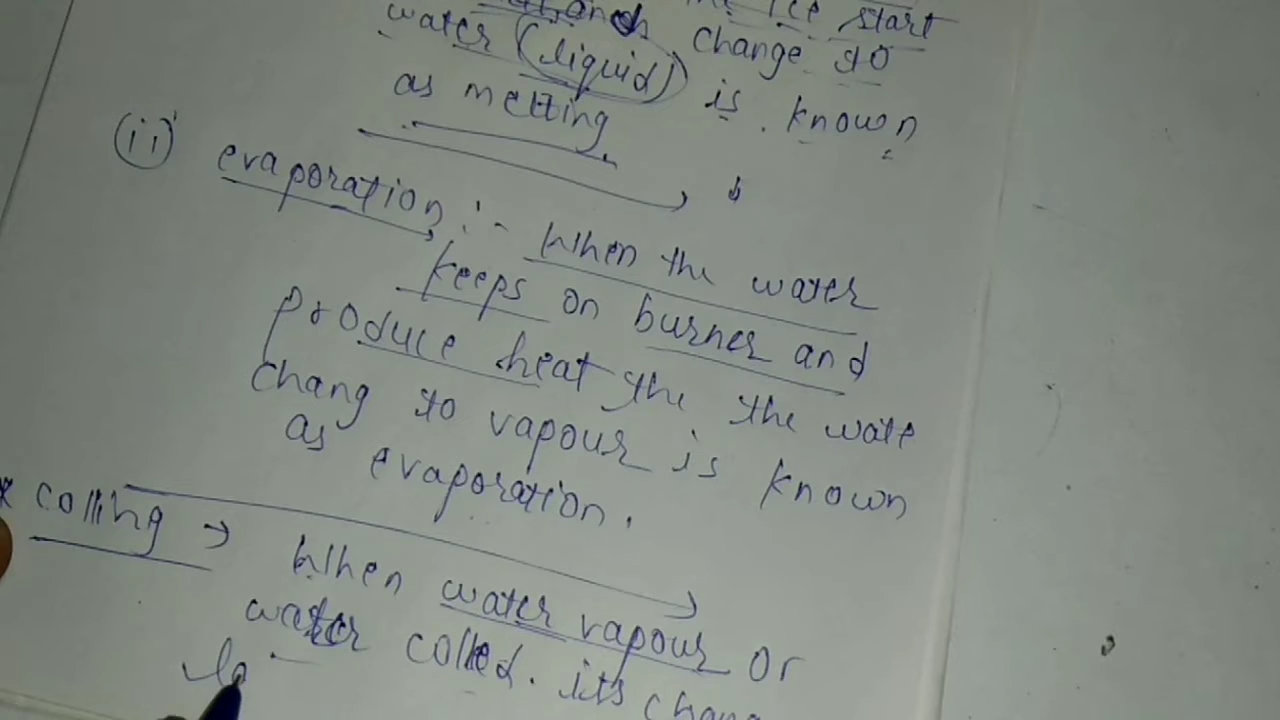 the ice start
water (liquid) change to
as melting is known
(ii) evaporation :- When the water
keeps on burner and
produce heat the the wate
chang to vapour is known
as evaporation.
* colling → When water vapour or
water colled. its chang